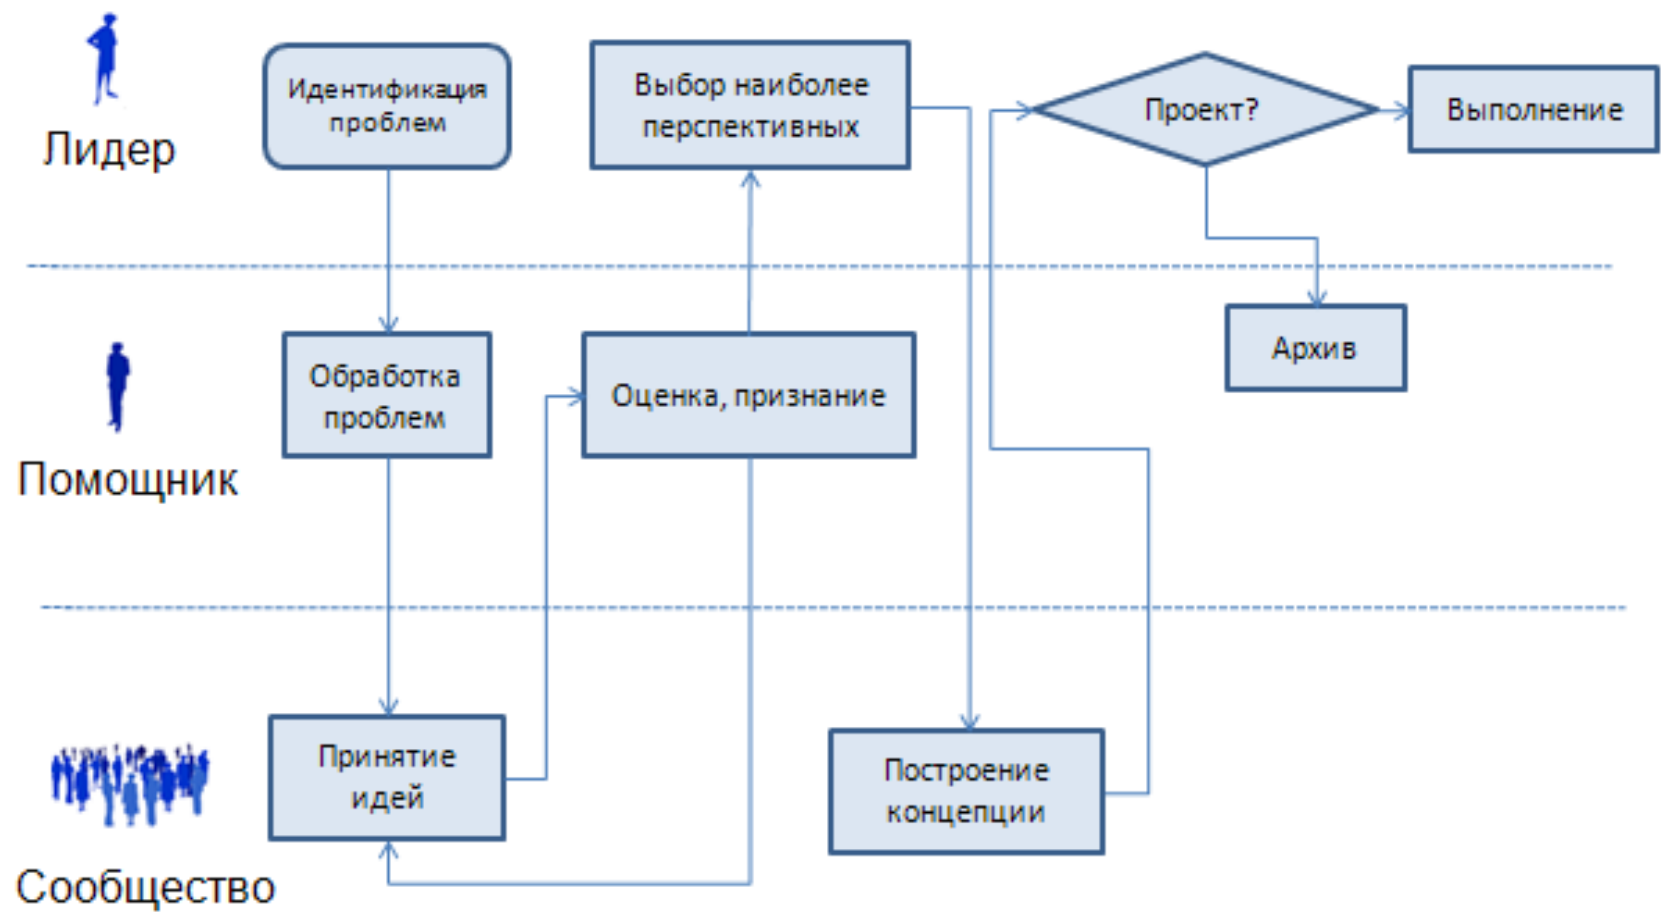 Лидер
Идентификация
проблем
Выбор наиболее
перспективных
Проект?
Выполнение
Помощник
Обработка
проблем
Оценка, признание
Архив
Сообщество
Принятие
идей
Построение
концепции